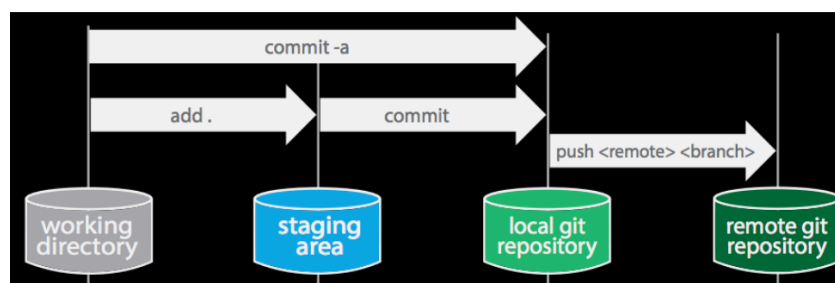 commit -a
add .
commit
push <remote> <branch>
working
directory
staging
area
local git
repository
remote git
repository